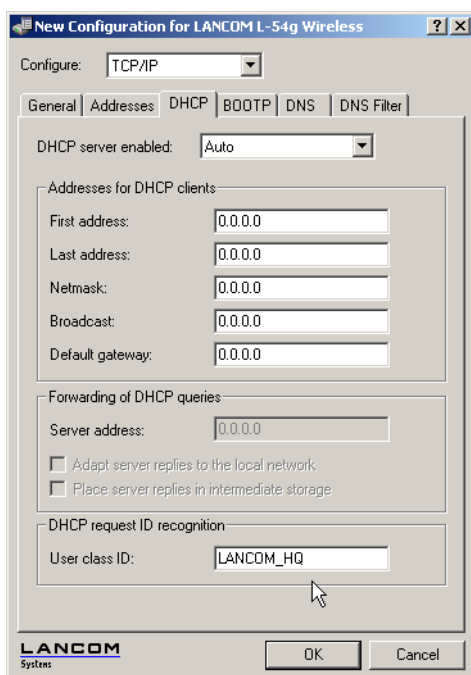 New Configuration for LANCOM L-54g Wireless
Configure: TCP/IP
General Addresses DHCP BOOTP DNS DNS Filter
DHCP server enabled: Auto
Addresses for DHCP clients
First address: 0.0.0.0
Last address: 0.0.0.0
Netmask: 0.0.0.0
Broadcast: 0.0.0.0
Default gateway: 0.0.0.0
Forwarding of DHCP queries
Server address: 0.0.0.0
Adapt server replies to the local network
Place server replies in intermediate storage
DHCP request ID recognition
User class ID: LANCOM_HQ
LANCOM
Systems
OK Cancel